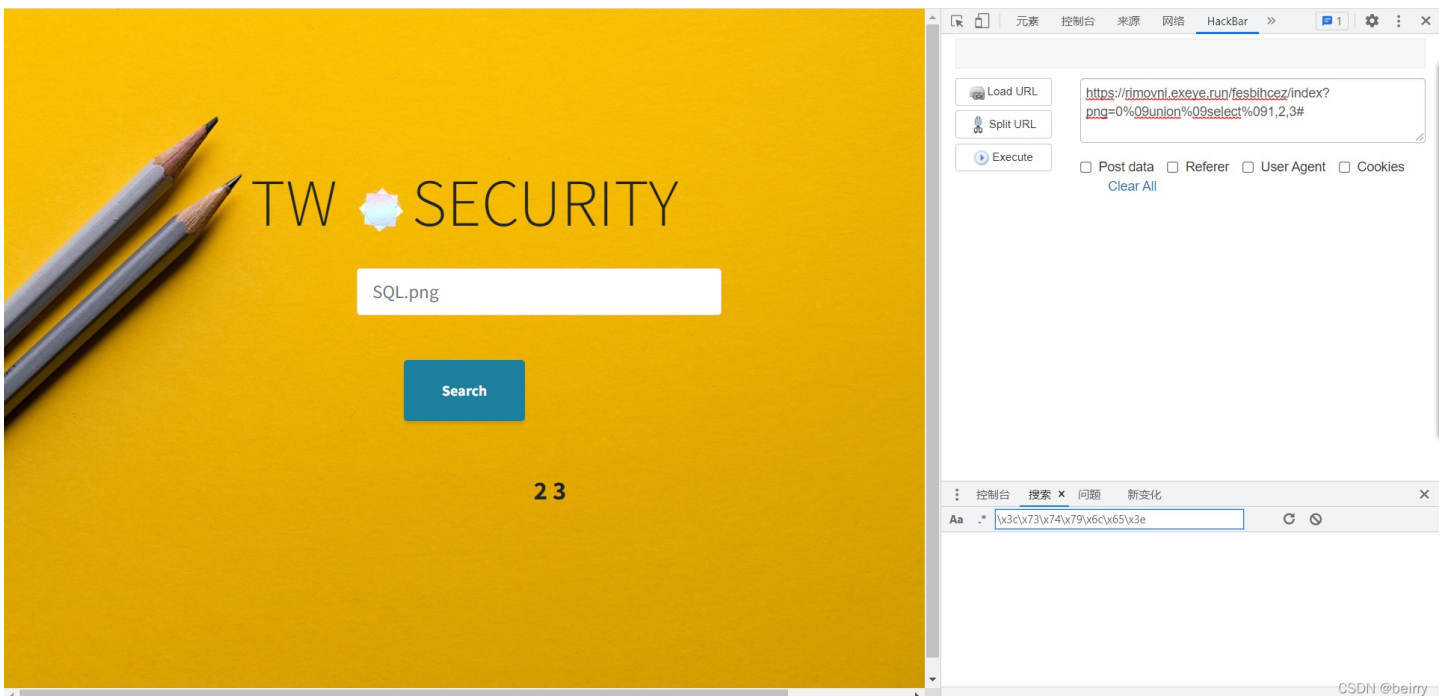 元素 控制台 来源 网络 HackBar » 1
Load URL
Split URL
Execute
https://rimovni.exeye.run/fesbihcez/index?
png=0%09union%09select%091,2,3#
Post data Referer User Agent Cookies
Clear All
TW SECURITY
SQL.png
Search
2 3
控制台 搜索 × 问题 新变化
Aa .* \x3c\x73\x74\x79\x6c\x65\x3e
CSDN @beirry